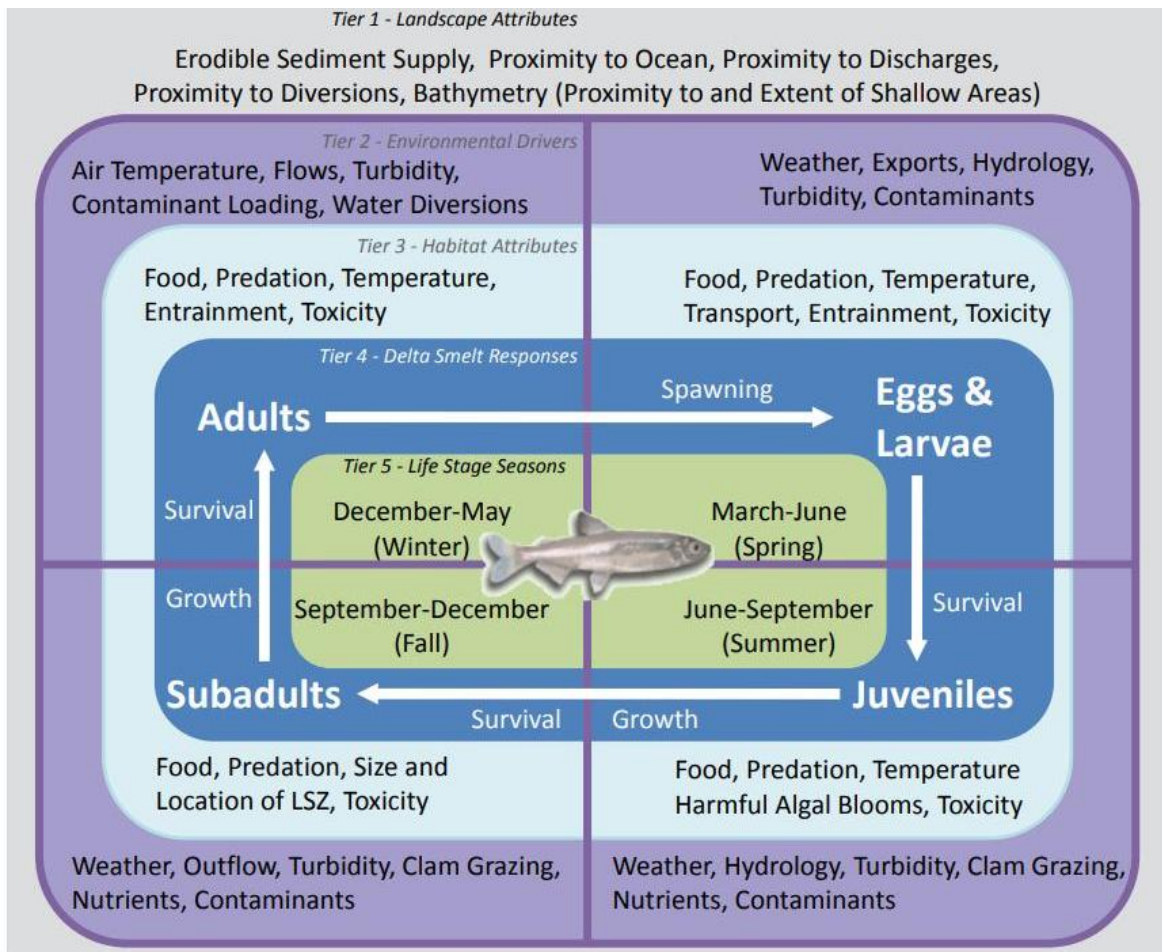 Tier 1 - Landscape Attributes
Erodible Sediment Supply, Proximity to Ocean, Proximity to Discharges,
Proximity to Diversions, Bathymetry (Proximity to and Extent of Shallow Areas)
Tier 2 - Environmental Drivers
Air Temperature, Flows, Turbidity,
Contaminant Loading, Water Diversions
Weather, Exports, Hydrology,
Turbidity, Contaminants
Tier 3 - Habitat Attributes
Food, Predation, Temperature,
Entrainment, Toxicity
Food, Predation, Temperature,
Transport, Entrainment, Toxicity
Tier 4 - Delta Smelt Responses
Adults
Spawning
Eggs &
Larvae
Tier 5 - Life Stage Seasons
Survival
December-May
(Winter)
March-June
(Spring)
Growth
September-December
(Fall)
June-September
(Summer)
Survival
Subadults
Survival
Growth
Juveniles
Food, Predation, Size and
Location of LSZ, Toxicity
Food, Predation, Temperature
Harmful Algal Blooms, Toxicity
Weather, Outflow, Turbidity, Clam Grazing,
Nutrients, Contaminants
Weather, Hydrology, Turbidity, Clam Grazing,
Nutrients, Contaminants